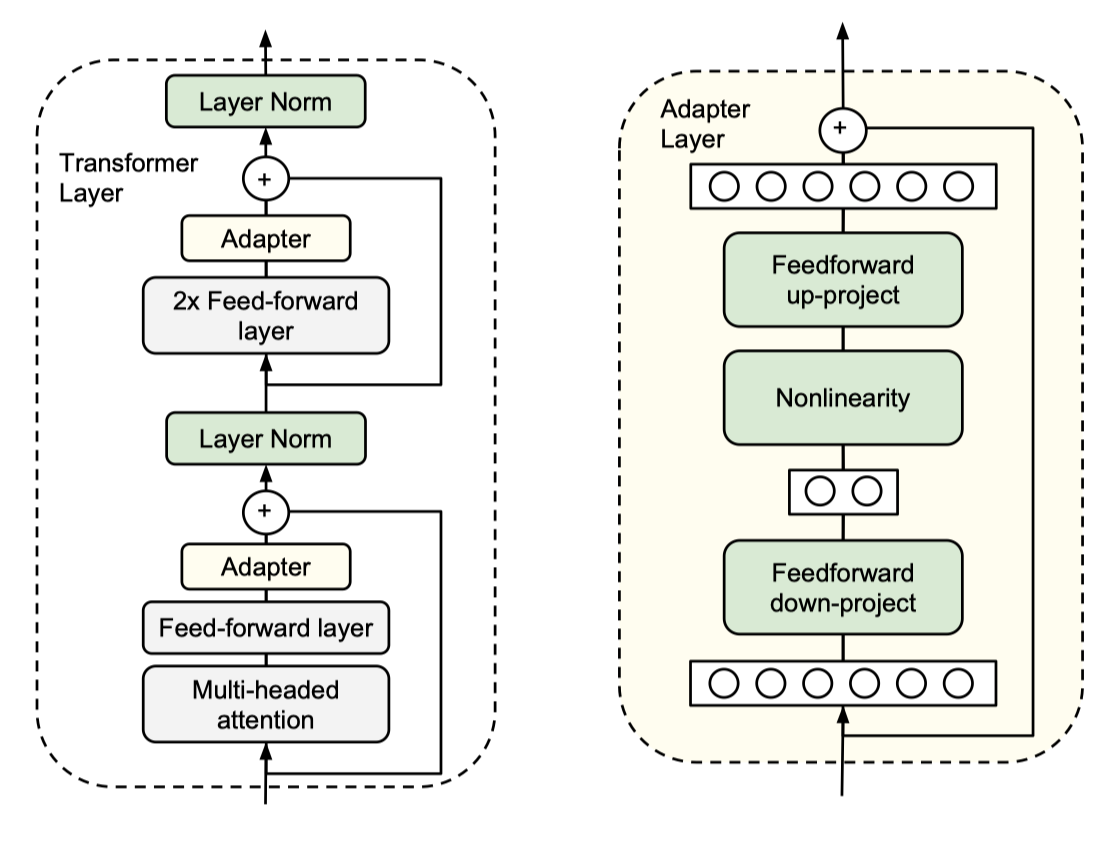 Transformer
Layer
Layer Norm
+
Adapter
2x Feed-forward
layer
Layer Norm
+
Adapter
Feed-forward layer
Multi-headed
attention
Adapter
Layer
+
Feedforward
up-project
Nonlinearity
Feedforward
down-project